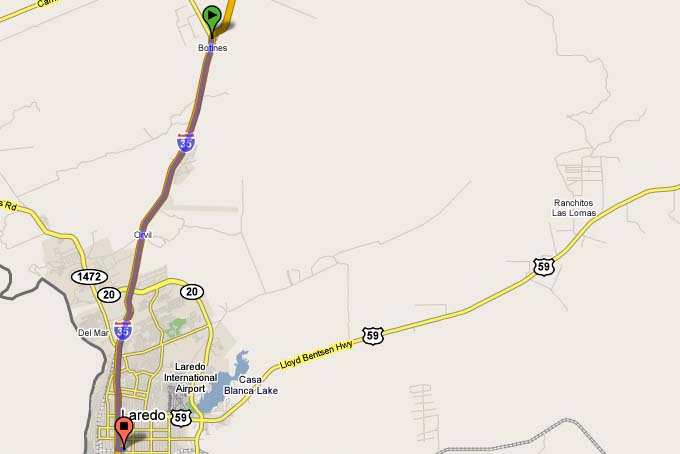 Botines
35
Ranchitos
Las Lomas
s Rd
Orvil
59
1472
20
20
Del Mar
35
59
Lloyd Bentsen Hwy
Laredo
International
Airport
Casa
Blanca Lake
Laredo
59